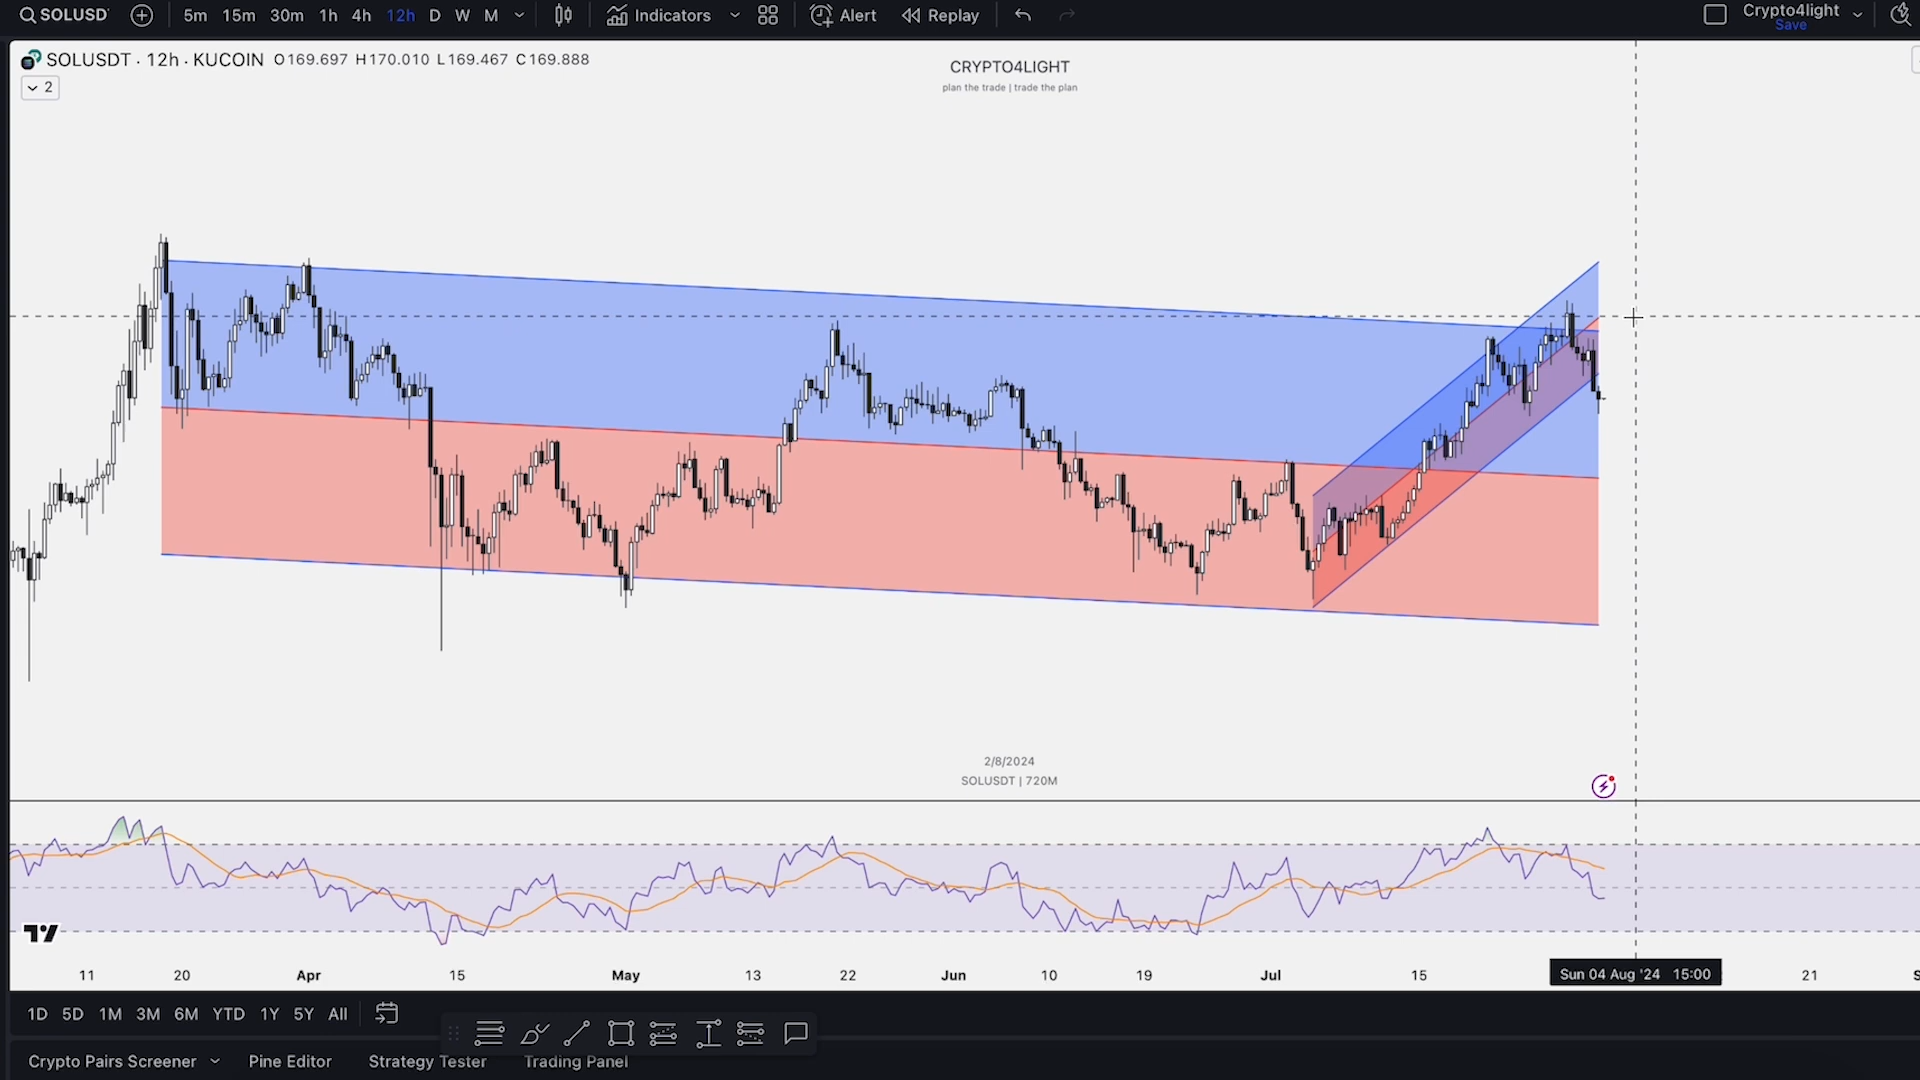 SOLUSD 5m 15m 30m 1h 4h 12h D W M Indicators Alert Replay Crypto4light
Save
SOLUSDT · 12h · KUCOIN O169.697 H170.010 L169.467 C169.888
2
CRYPTO4LIGHT
plan the trade | trade the plan
2/8/2024
SOLUSDT | 720M
11 20 Apr 15 May 13 22 Jun 10 19 Jul 15 Sun 04 Aug '24 15:00 21
1D 5D 1M 3M 6M YTD 1Y 5Y All
Crypto Pairs Screener Pine Editor Strategy Tester Trading Panel